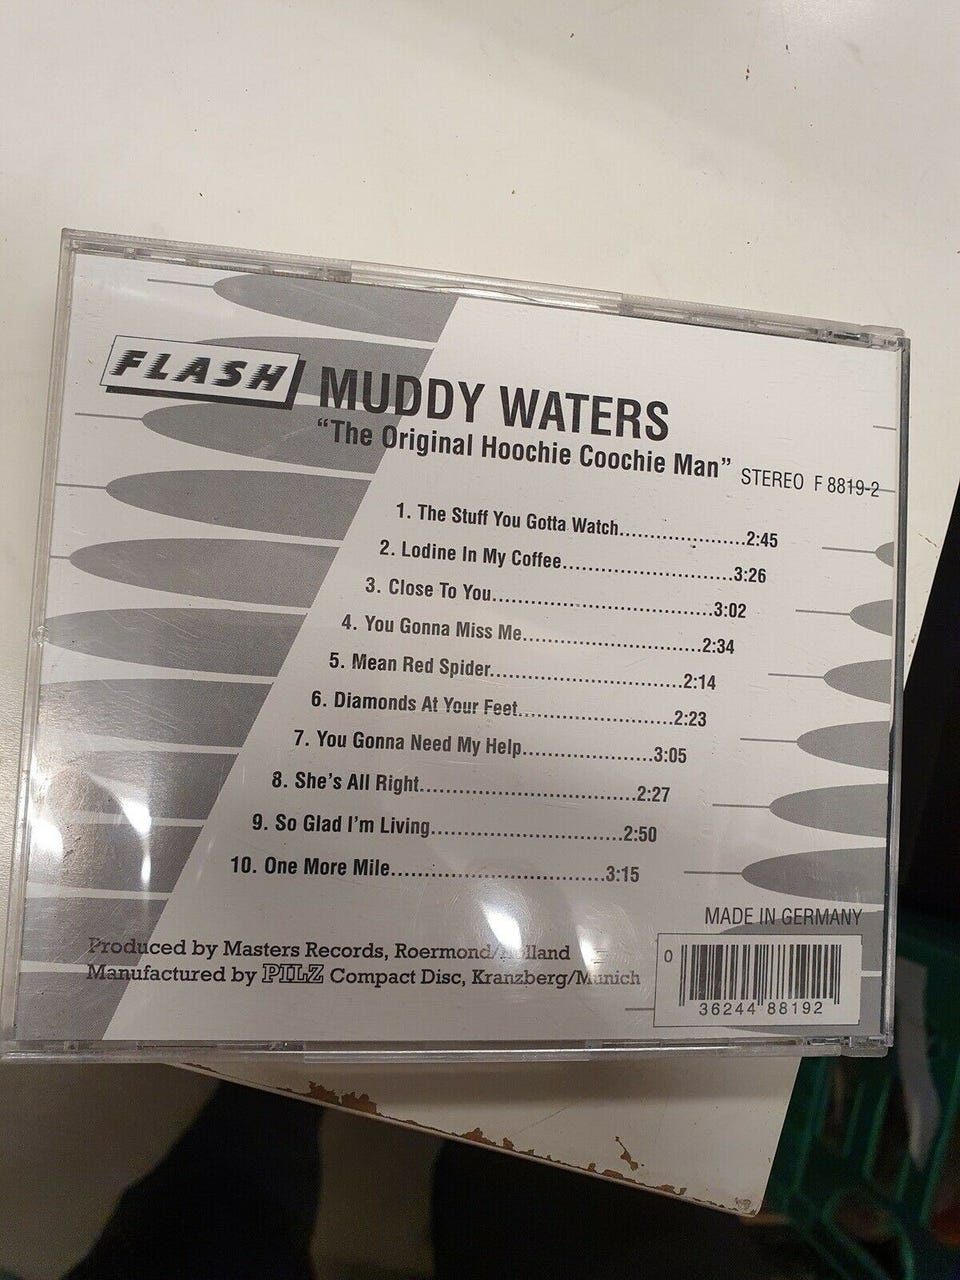 FLASH
MUDDY WATERS
“The Original Hoochie Coochie Man”
STEREO F 8819-2
1. The Stuff You Gotta Watch.....................2:45
2. Lodine In My Coffee.............................3:26
3. Close To You......................................3:02
4. You Gonna Miss Me..............................2:34
5. Mean Red Spider.................................2:14
6. Diamonds At Your Feet..........................2:23
7. You Gonna Need My Help......................3:05
8. She’s All Right.....................................2:27
9. So Glad I’m Living................................2:50
10. One More Mile....................................3:15
MADE IN GERMANY
Produced by Masters Records, Roermond/Holland
Manufactured by PILZ Compact Disc, Kranzberg/Munich
0 36244 88192